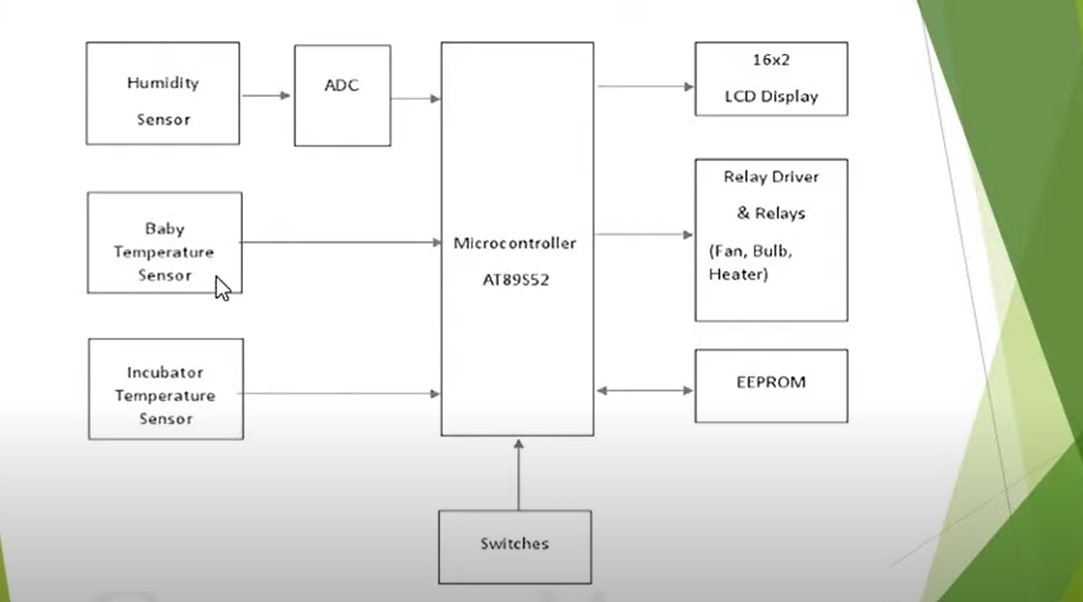 Humidity
Sensor
ADC
Baby
Temperature
Sensor
Incubator
Temperature
Sensor
Microcontroller
AT89S52
Switches
16x2
LCD Display
Relay Driver
& Relays
(Fan, Bulb,
Heater)
EEPROM